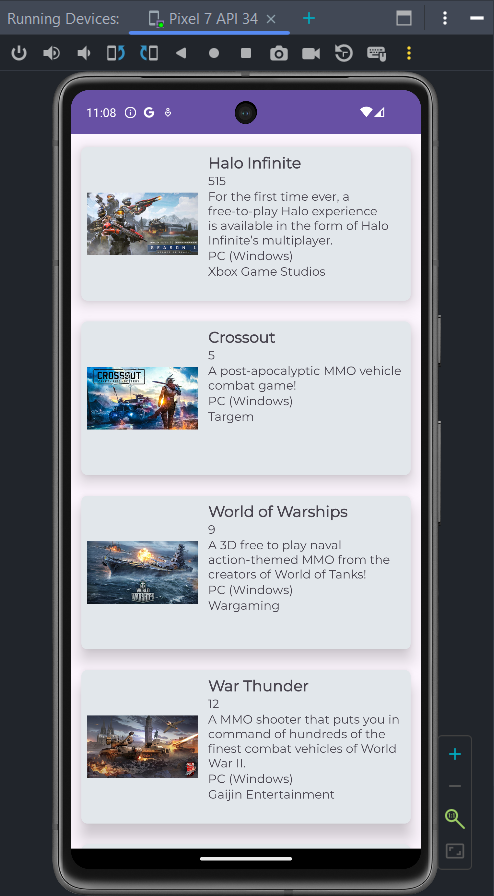 Running Devices:
Pixel 7 API 34
11:08
Halo Infinite
515
For the first time ever, a
free-to-play Halo experience
is available in the form of Halo
Infinite's multiplayer.
PC (Windows)
Xbox Game Studios
SEASON
CROSSOUT
Crossout
5
A post-apocalyptic MMO vehicle
combat game!
PC (Windows)
Targem
World of Warships
9
A 3D free to play naval
action-themed MMO from the
creators of World of Tanks!
PC (Windows)
Wargaming
War Thunder
12
A MMO shooter that puts you in
command of hundreds of the
finest combat vehicles of World
War II.
PC (Windows)
Gaijin Entertainment
1:1